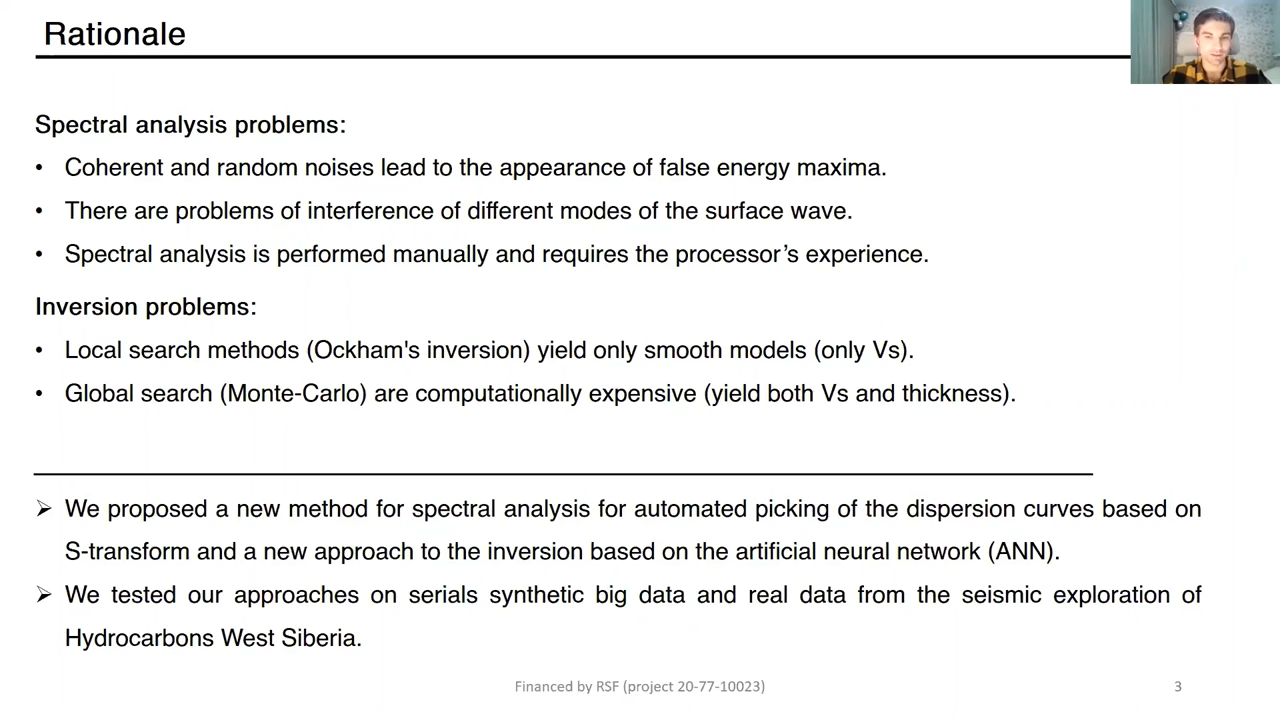 Rationale
Spectral analysis problems:
• Coherent and random noises lead to the appearance of false energy maxima.
• There are problems of interference of different modes of the surface wave.
• Spectral analysis is performed manually and requires the processor’s experience.
Inversion problems:
• Local search methods (Ockham's inversion) yield only smooth models (only Vs).
• Global search (Monte-Carlo) are computationally expensive (yield both Vs and thickness).
➢ We proposed a new method for spectral analysis for automated picking of the dispersion curves based on
S-transform and a new approach to the inversion based on the artificial neural network (ANN).
➢ We tested our approaches on serials synthetic big data and real data from the seismic exploration of
Hydrocarbons West Siberia.
Financed by RSF (project 20-77-10023)
3